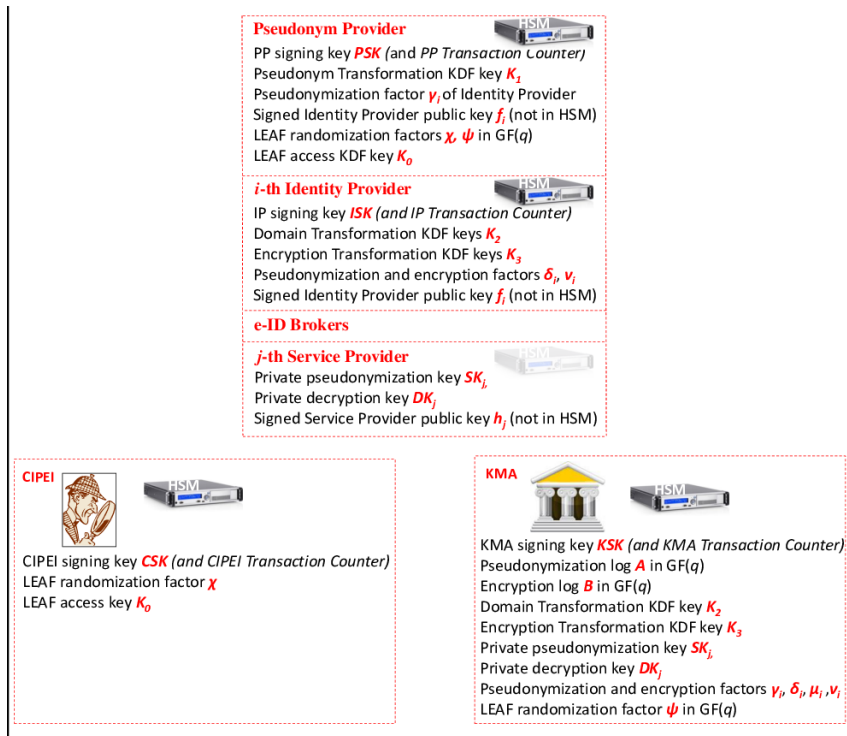 Pseudonym Provider
HSM
PP signing key PSK (and PP Transaction Counter)
Pseudonym Transformation KDF key K1
Pseudonymization factor γi of Identity Provider
Signed Identity Provider public key fi (not in HSM)
LEAF randomization factors χ, ψ in GF(q)
LEAF access KDF key K0
i-th Identity Provider
HSM
IP signing key ISK (and IP Transaction Counter)
Domain Transformation KDF keys K2
Encryption Transformation KDF keys K3
Pseudonymization and encryption factors δi, νi
Signed Identity Provider public key fi (not in HSM)
e-ID Brokers
j-th Service Provider
HSM
Private pseudonymization key SKj,
Private decryption key DKj
Signed Service Provider public key hj (not in HSM)
CIPEI
HSM
CIPEI signing key CSK (and CIPEI Transaction Counter)
LEAF randomization factor χ
LEAF access key K0
KMA
HSM
KMA signing key KSK (and KMA Transaction Counter)
Pseudonymization log A in GF(q)
Encryption log B in GF(q)
Domain Transformation KDF key K2
Encryption Transformation KDF key K3
Private pseudonymization key SKj,
Private decryption key DKj
Pseudonymization and encryption factors γi, δi, μi ,νi
LEAF randomization factor ψ in GF(q)